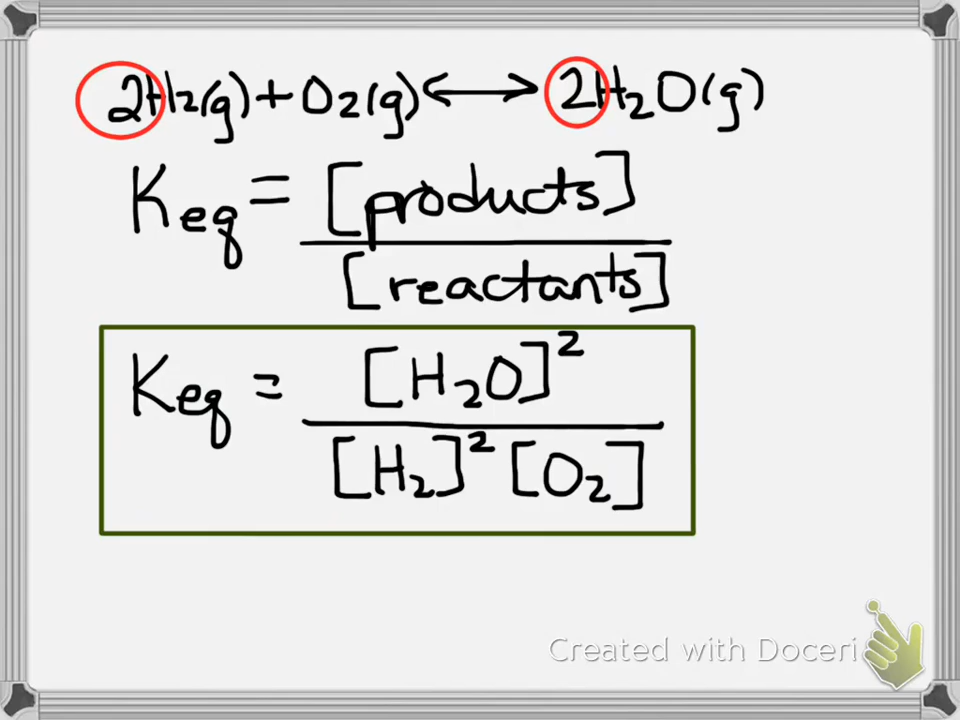 2H₂(g) + O₂(g) ⟷ 2H₂O(g)
Keq = [products]
[reactants]
Keq = [H₂O]²
[H₂]² [O₂]
Created with Doceri